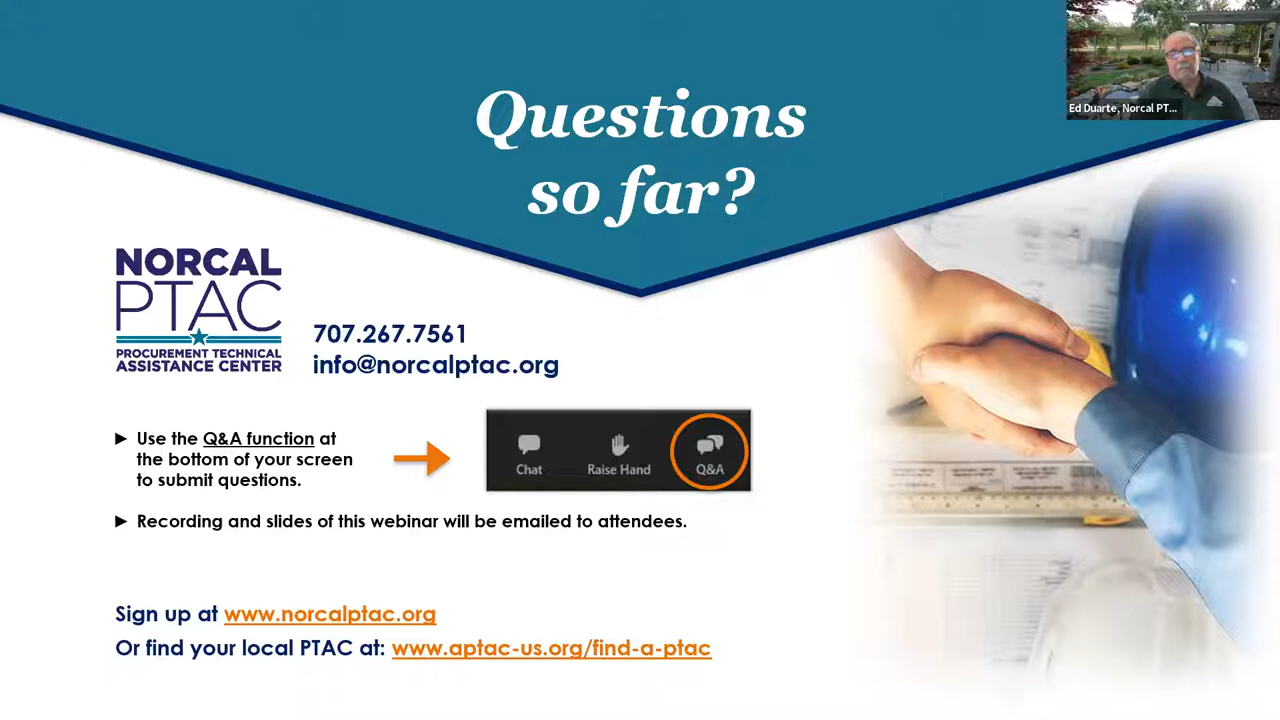 Questions
so far?
Ed Duarte, Norcal PT...
NORCAL
PTAC
PROCUREMENT TECHNICAL
ASSISTANCE CENTER
707.267.7561
info@norcalptac.org
► Use the Q&A function at
the bottom of your screen
to submit questions.
Chat
Raise Hand
Q&A
► Recording and slides of this webinar will be emailed to attendees.
Sign up at www.norcalptac.org
Or find your local PTAC at: www.aptac-us.org/find-a-ptac